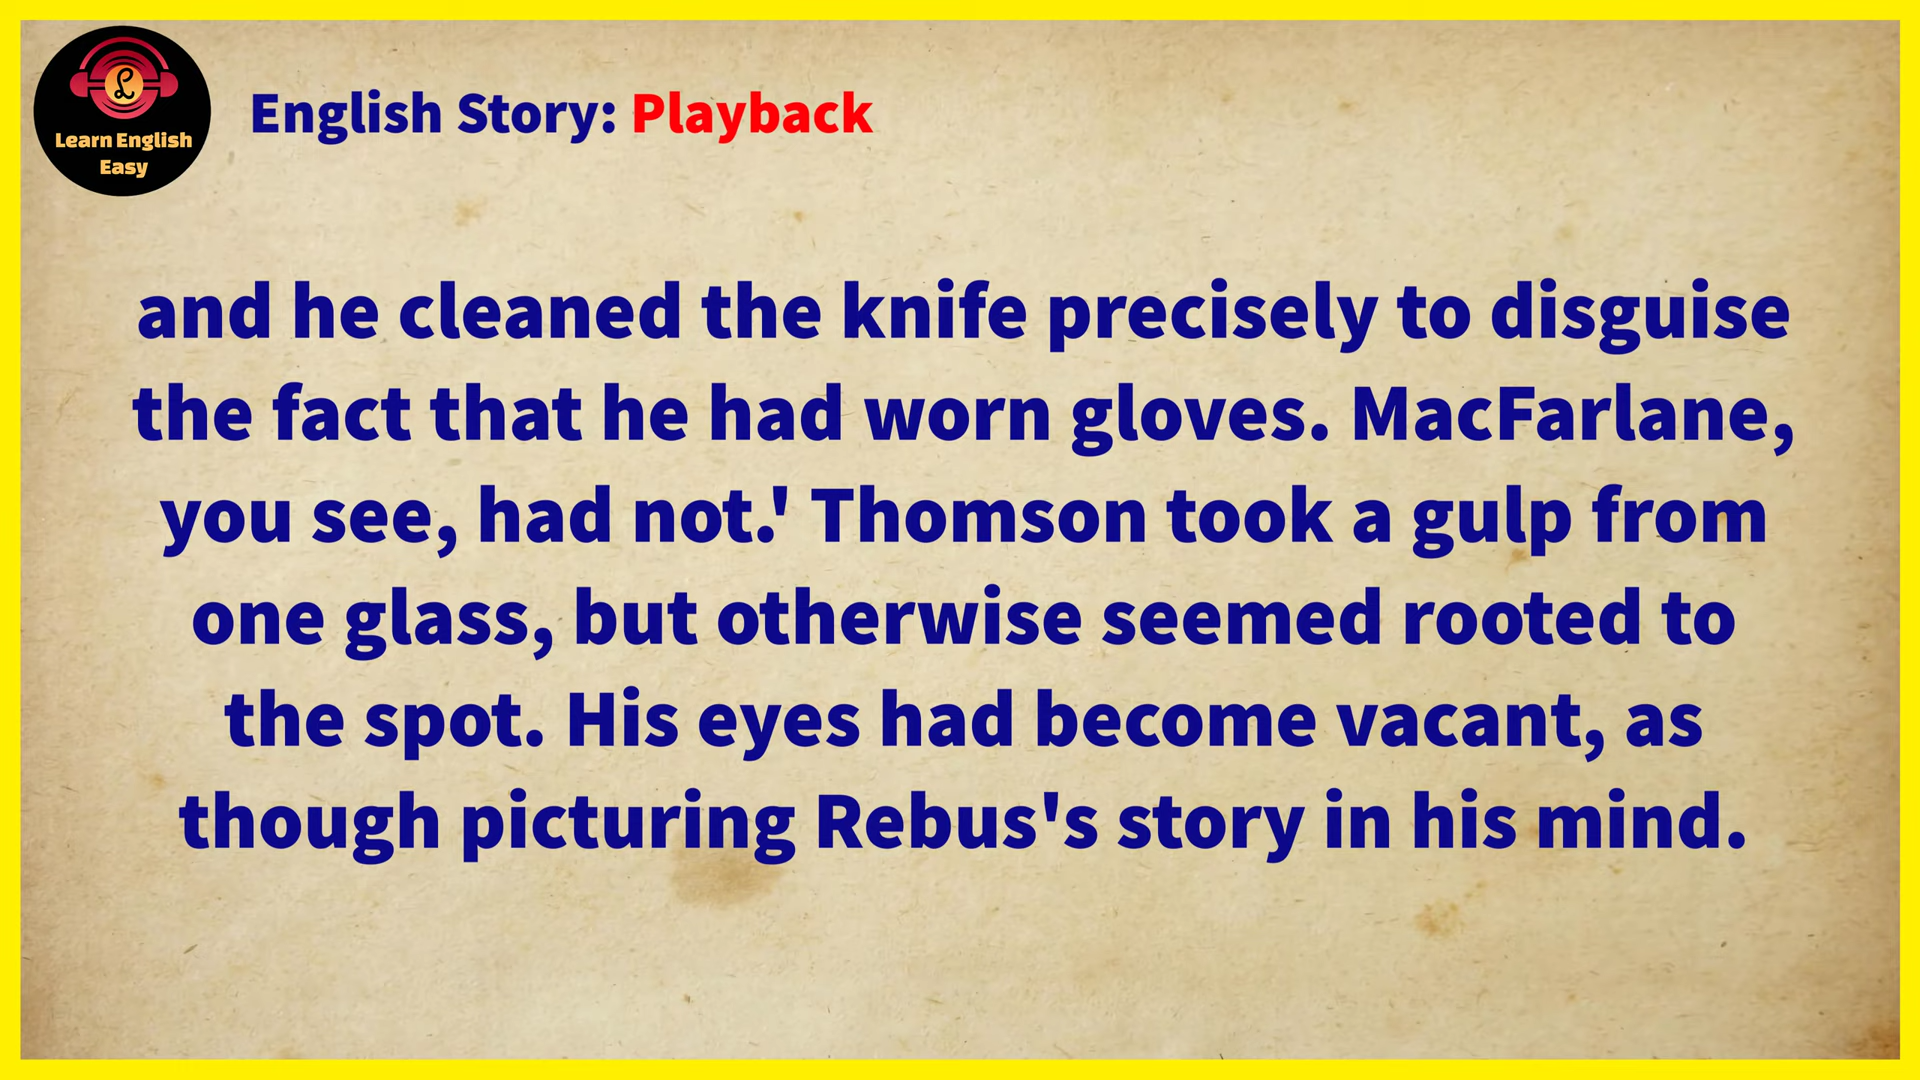 Learn English
Easy
English Story: Playback
and he cleaned the knife precisely to disguise
the fact that he had worn gloves. MacFarlane,
you see, had not.' Thomson took a gulp from
one glass, but otherwise seemed rooted to
the spot. His eyes had become vacant, as
though picturing Rebus's story in his mind.